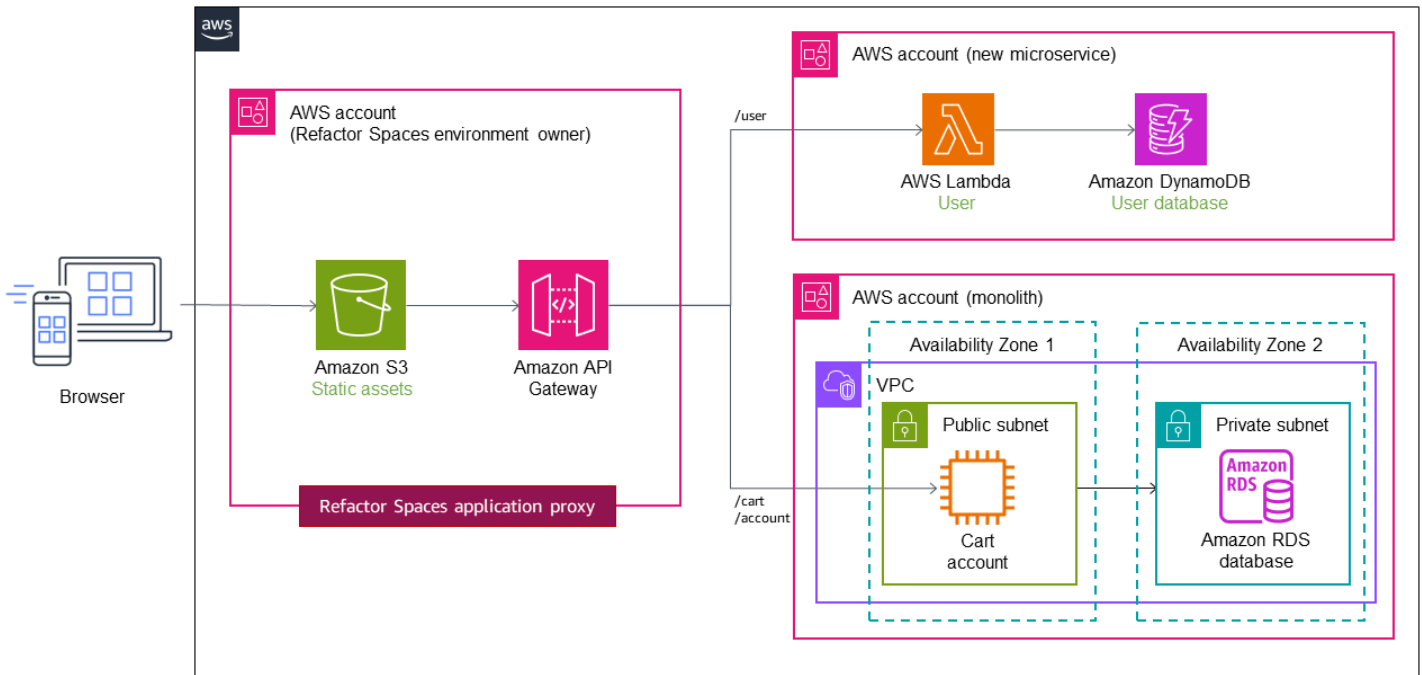 aws
AWS account
(Refactor Spaces environment owner)
Browser
Amazon S3
Static assets
Amazon API
Gateway
Refactor Spaces application proxy
/user
/cart
/account
AWS account (new microservice)
AWS Lambda
User
Amazon DynamoDB
User database
AWS account (monolith)
Availability Zone 1
Availability Zone 2
VPC
Public subnet
Cart
account
Private subnet
Amazon
RDS
Amazon RDS
database